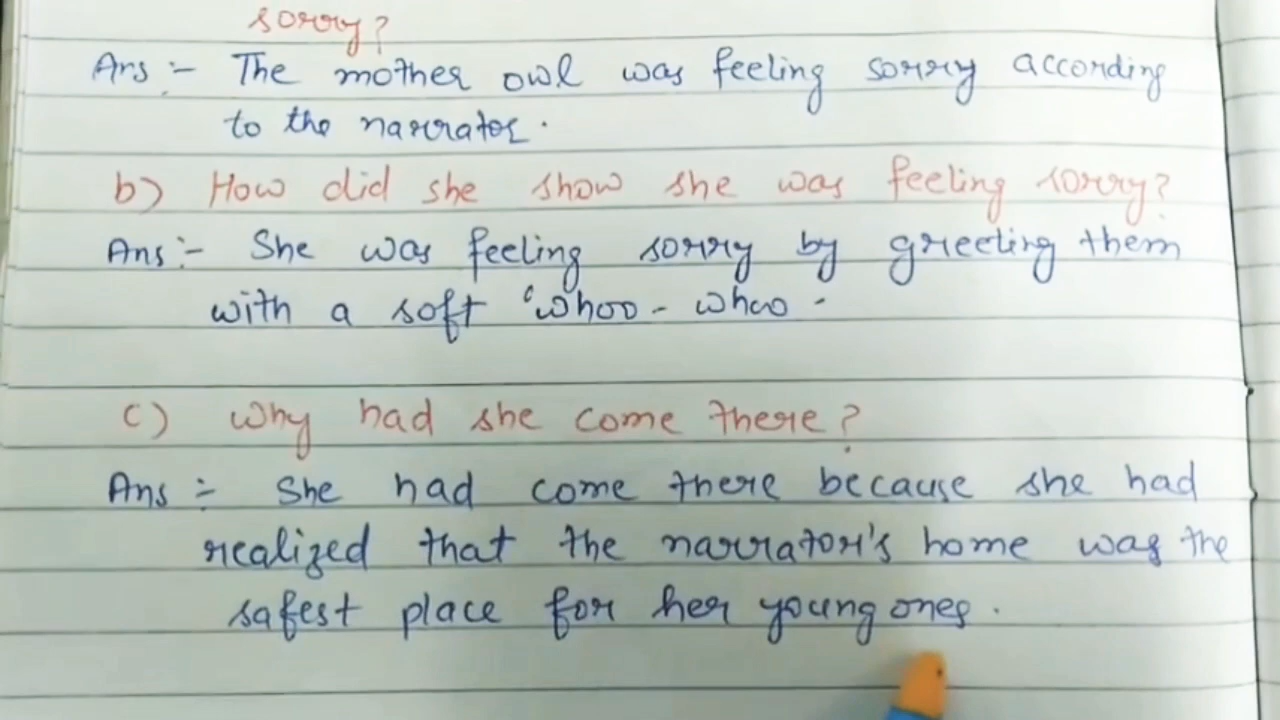 sorry?
Ans :- The mother owl was feeling sorry according
to the narrator.
b) How did she show she was feeling sorry?
Ans :- She was feeling sorry by greeting them
with a soft 'whoo - whoo .
c) Why had she come there?
Ans :- She had come there because she had
realized that the narrator's home was the
safest place for her young ones.